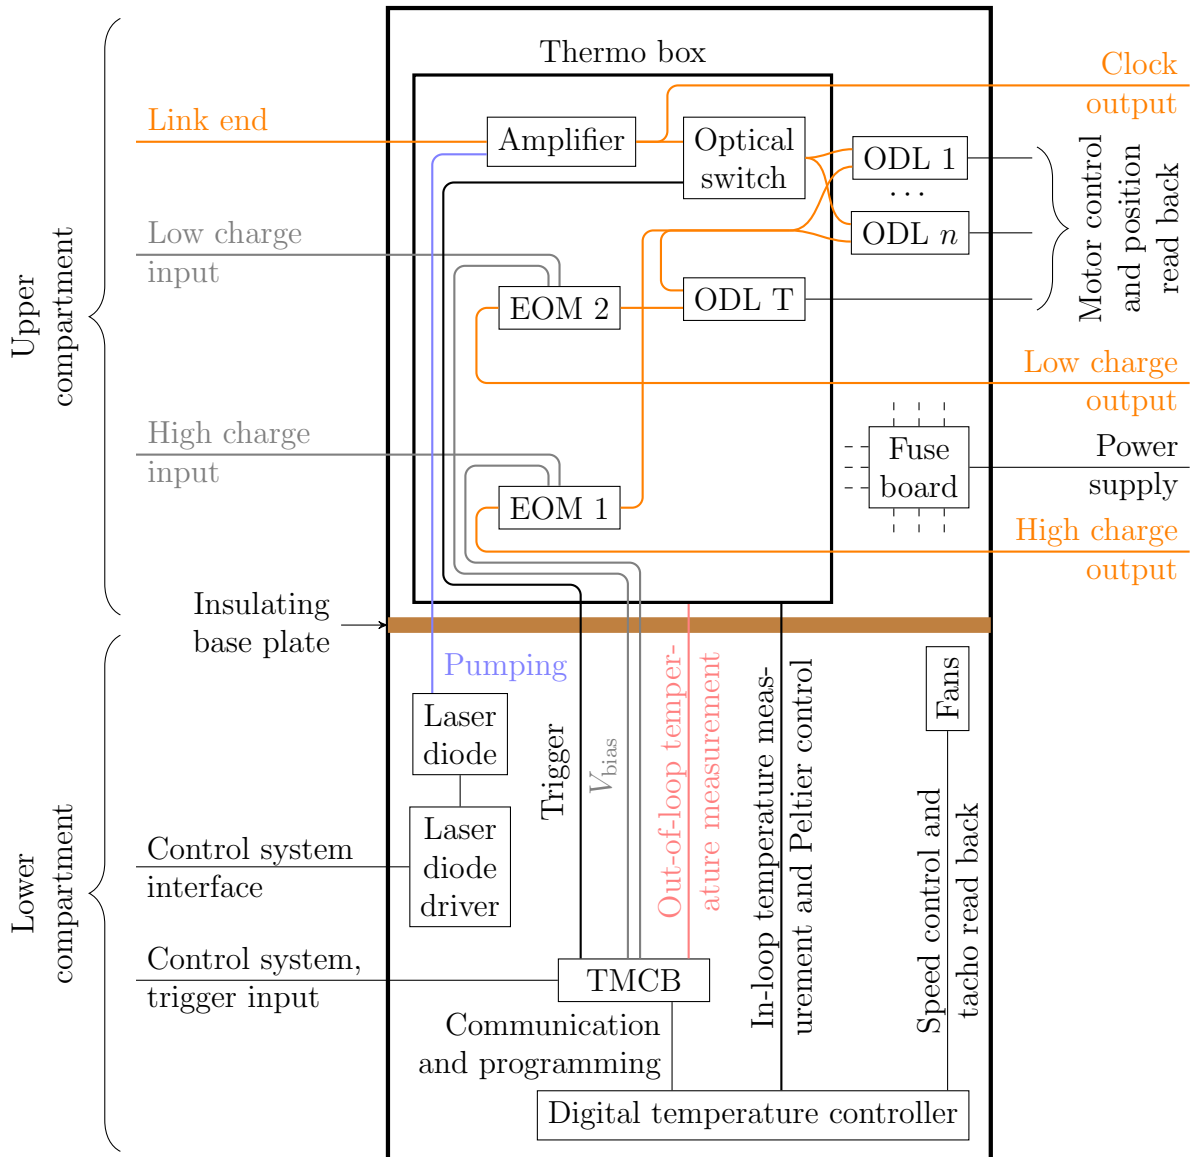 Thermo box
Clock
output
Link end
Amplifier
Optical
switch
ODL 1
. . .
ODL n
Motor control
and position
read back
Low charge
input
EOM 2
ODL T
Upper
compartment
Low charge
output
High charge
input
EOM 1
Fuse
board
Power
supply
High charge
output
Insulating
base plate
Pumping
Laser
diode
Trigger
Vbias
Out-of-loop temper-
ature measurement
In-loop temperature meas-
urement and Peltier control
Fans
Speed control and
tacho read back
Lower
compartment
Control system
interface
Laser
diode
driver
Control system,
trigger input
TMCB
Communication
and programming
Digital temperature controller